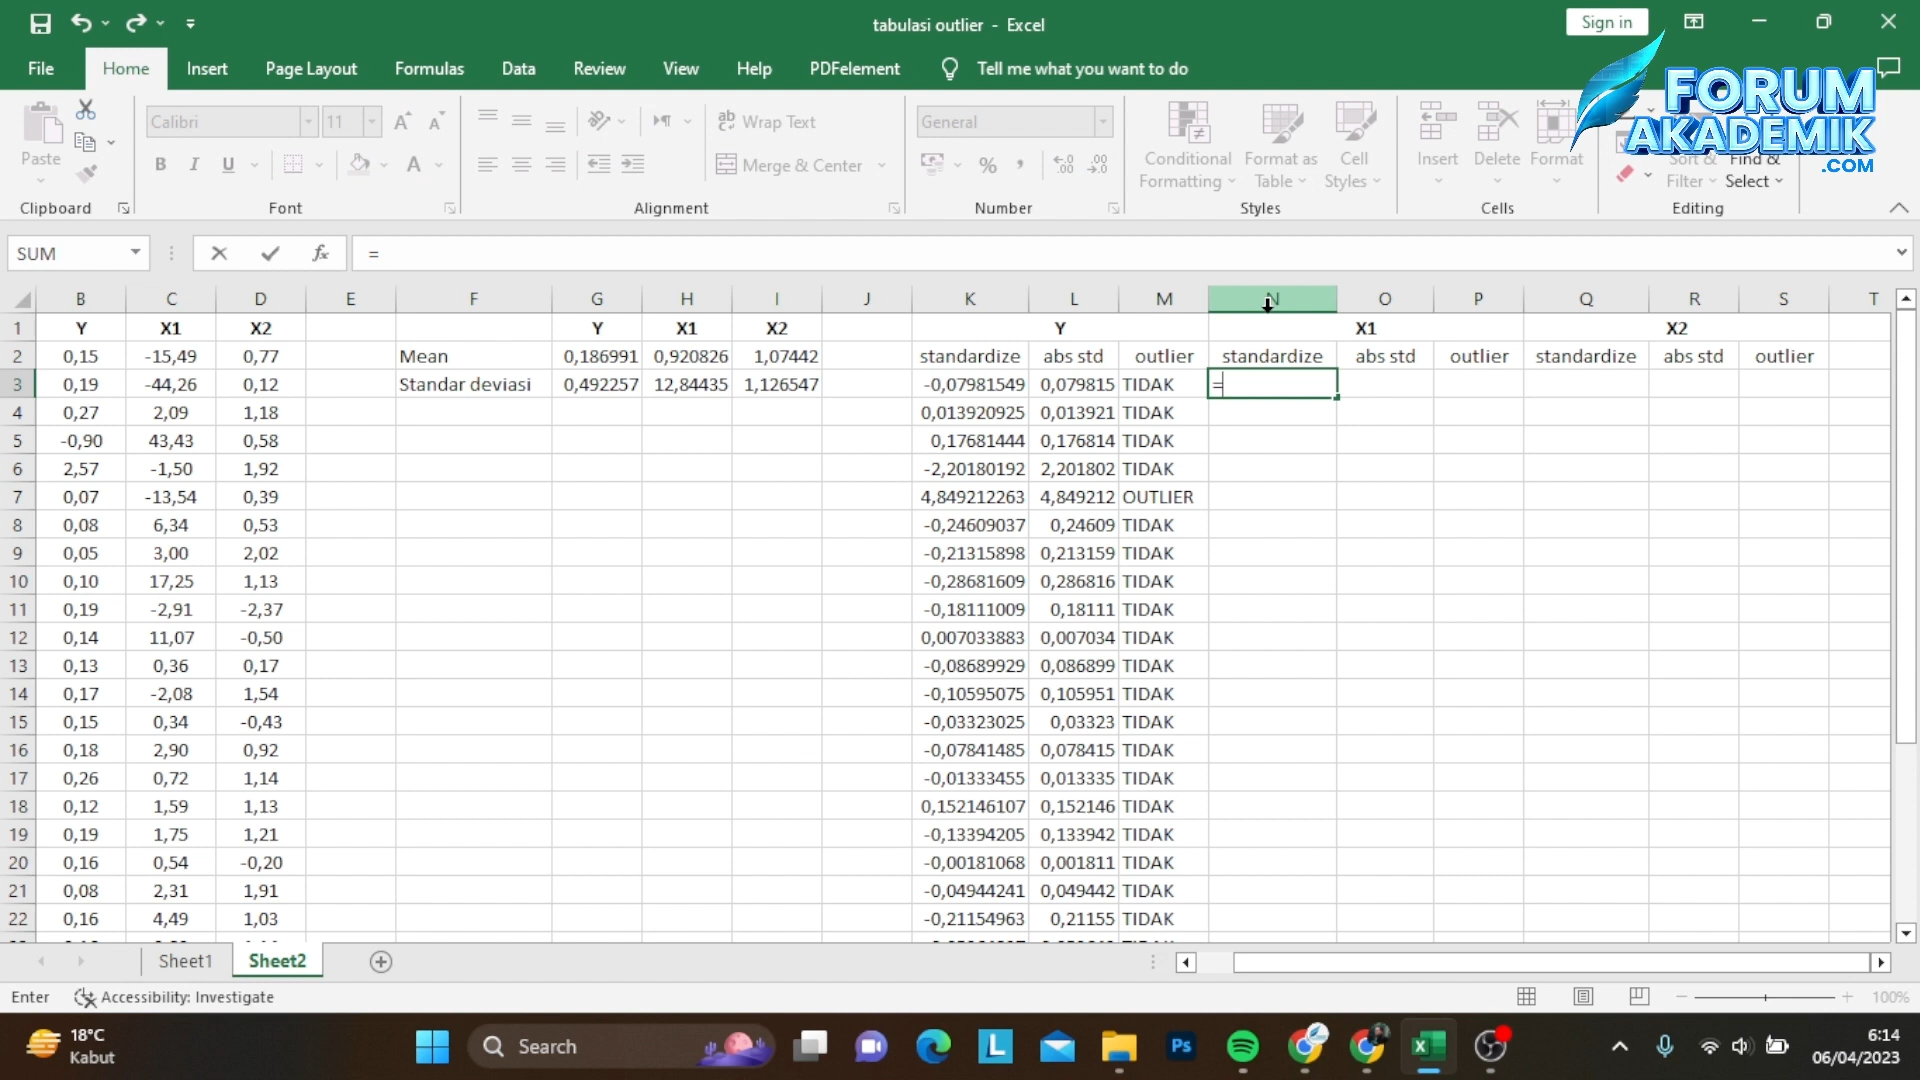 tabulasi outlier - Excel
Sign in
FORUM
AKADEMIK
.COM
File Home Insert Page Layout Formulas Data Review View Help PDFelement Tell me what you want to do
Paste
Calibri 11
Wrap Text
General
Conditional Formatting
Format as Table
Cell Styles
Insert Delete Format
Sort & Filter
Find & Select
B I U
Merge & Center
Clipboard Font Alignment Number Styles Cells Editing
SUM fx =
B C D E F G H I J K L M N O P Q R S T
1 Y X1 X2 Y X1 X2 Y X1 X2
2 0,15 -15,49 0,77 Mean 0,186991 0,920826 1,07442 standardize abs std outlier standardize abs std outlier standardize abs std outlier
3 0,19 -44,26 0,12 Standar deviasi 0,492257 12,84435 1,126547 -0,07981549 0,079815 TIDAK =
4 0,27 2,09 1,18 0,013920925 0,013921 TIDAK
5 -0,90 43,43 0,58 0,17681444 0,176814 TIDAK
6 2,57 -1,50 1,92 -2,20180192 2,201802 TIDAK
7 0,07 -13,54 0,39 4,849212263 4,849212 OUTLIER
8 0,08 6,34 0,53 -0,24609037 0,24609 TIDAK
9 0,05 3,00 2,02 -0,21315898 0,213159 TIDAK
10 0,10 17,25 1,13 -0,28681609 0,286816 TIDAK
11 0,19 -2,91 -2,37 -0,18111009 0,18111 TIDAK
12 0,14 11,07 -0,50 0,007033883 0,007034 TIDAK
13 0,13 0,36 0,17 -0,08689929 0,086899 TIDAK
14 0,17 -2,08 1,54 -0,10595075 0,105951 TIDAK
15 0,15 0,34 -0,43 -0,03323025 0,03323 TIDAK
16 0,18 2,90 0,92 -0,07841485 0,078415 TIDAK
17 0,26 0,72 1,14 -0,01333455 0,013335 TIDAK
18 0,12 1,59 1,13 0,152146107 0,152146 TIDAK
19 0,19 1,75 1,21 -0,13394205 0,133942 TIDAK
20 0,16 0,54 -0,20 -0,00181068 0,001811 TIDAK
21 0,08 2,31 1,91 -0,04944241 0,049442 TIDAK
22 0,16 4,49 1,03 -0,21154963 0,21155 TIDAK
Sheet1 Sheet2
Enter Accessibility: Investigate 100%
18°C
Kabut
Search
6:14
06/04/2023